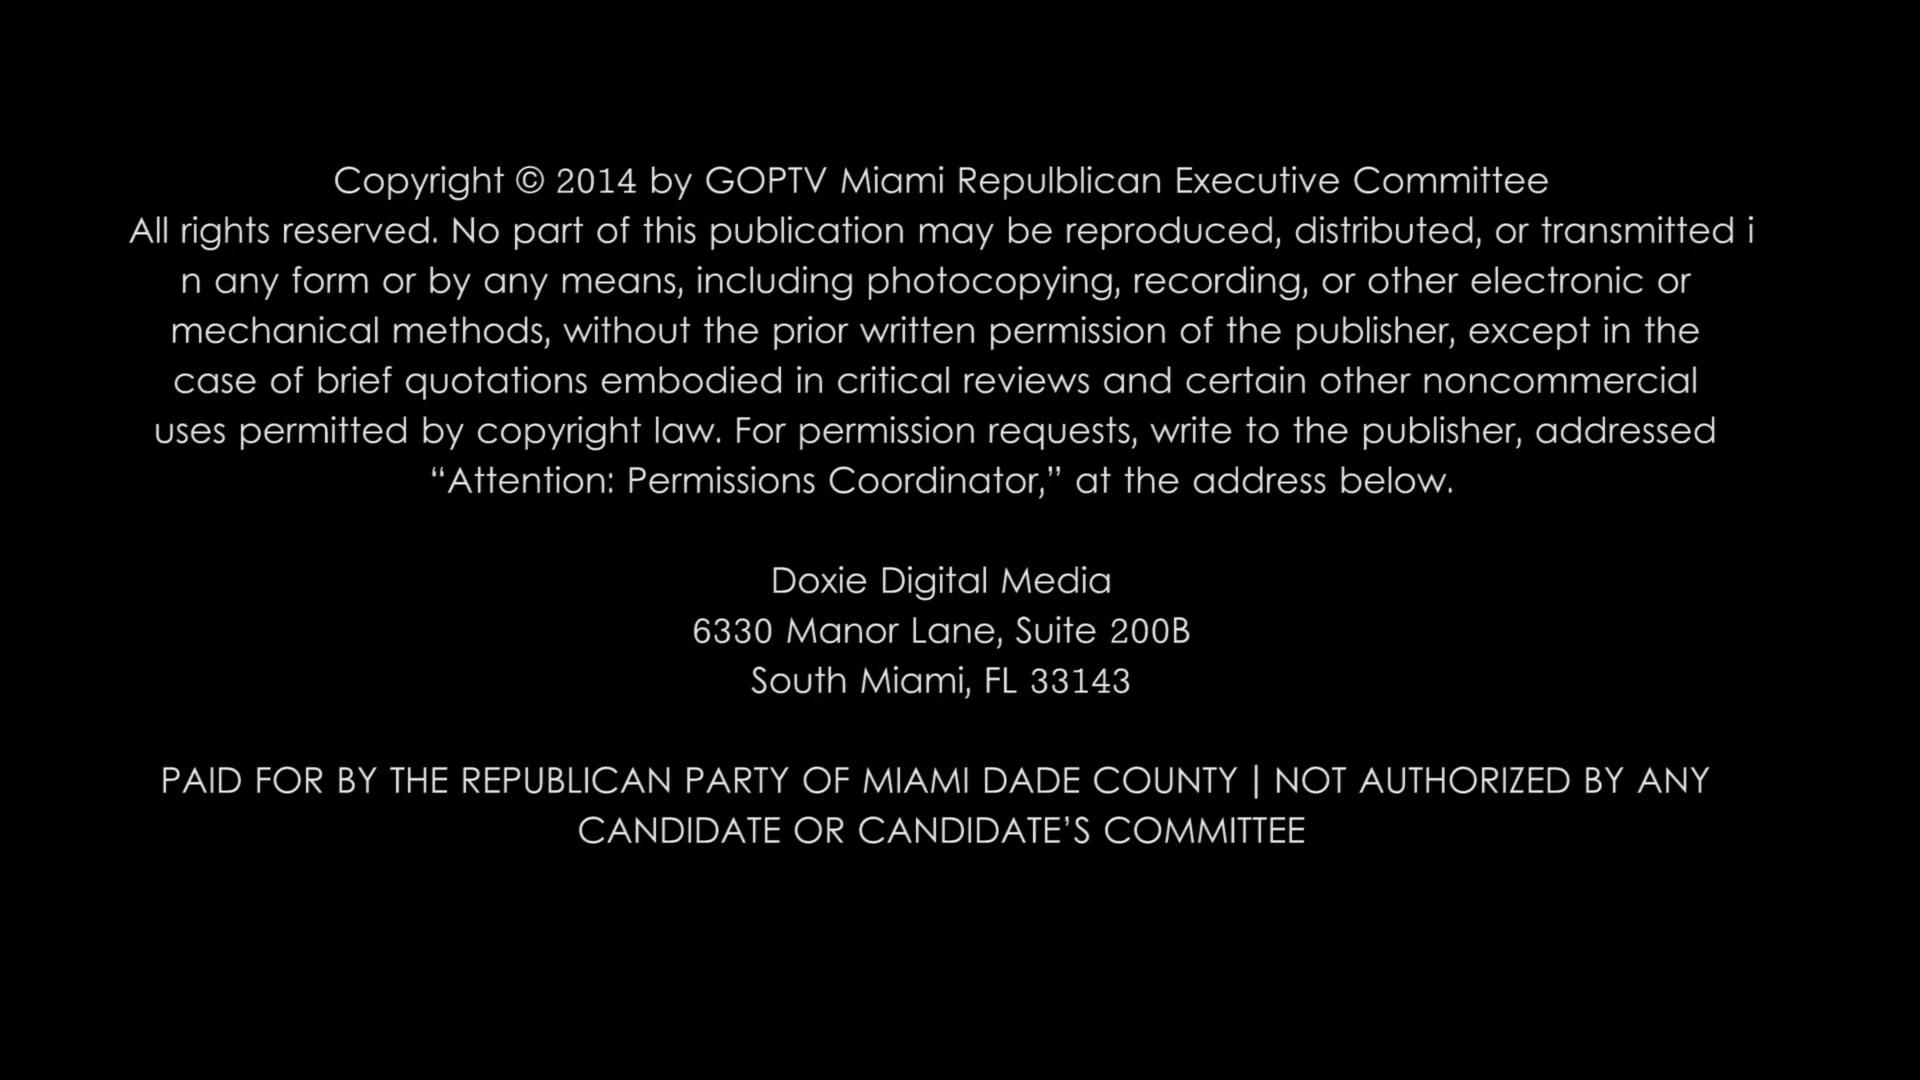 Copyright © 2014 by GOPTV Miami Repulblican Executive Committee
All rights reserved. No part of this publication may be reproduced, distributed, or transmitted i
n any form or by any means, including photocopying, recording, or other electronic or
mechanical methods, without the prior written permission of the publisher, except in the
case of brief quotations embodied in critical reviews and certain other noncommercial
uses permitted by copyright law. For permission requests, write to the publisher, addressed
“Attention: Permissions Coordinator,” at the address below.
Doxie Digital Media
6330 Manor Lane, Suite 200B
South Miami, FL 33143
PAID FOR BY THE REPUBLICAN PARTY OF MIAMI DADE COUNTY | NOT AUTHORIZED BY ANY
CANDIDATE OR CANDIDATE’S COMMITTEE